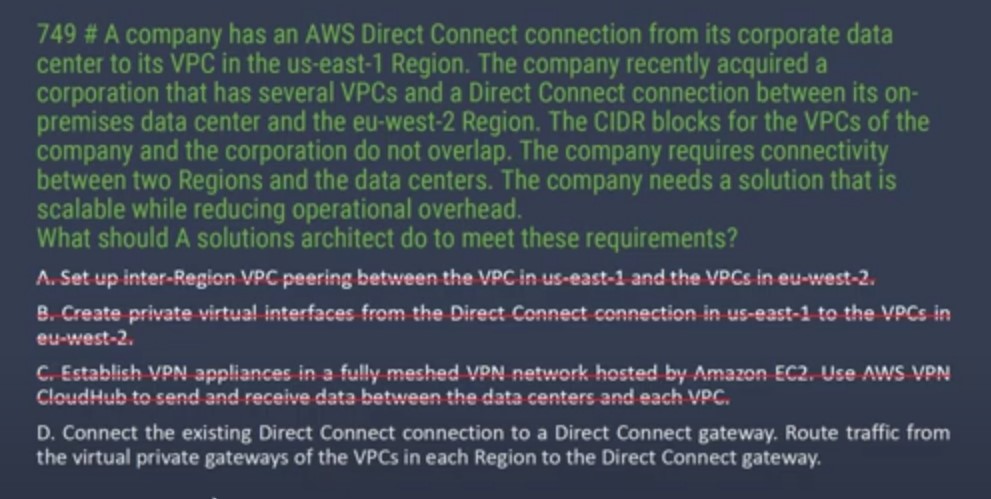 749 # A company has an AWS Direct Connect connection from its corporate data
center to its VPC in the us-east-1 Region. The company recently acquired a
corporation that has several VPCs and a Direct Connect connection between its on-
premises data center and the eu-west-2 Region. The CIDR blocks for the VPCs of the
company and the corporation do not overlap. The company requires connectivity
between two Regions and the data centers. The company needs a solution that is
scalable while reducing operational overhead.
What should A solutions architect do to meet these requirements?
A. Set up inter-Region VPC peering between the VPC in us-east-1 and the VPCs in eu-west-2.
B. Create private virtual interfaces from the Direct Connect connection in us-east-1 to the VPCs in
eu-west-2.
C. Establish VPN appliances in a fully meshed VPN network hosted by Amazon EC2. Use AWS VPN
CloudHub to send and receive data between the data centers and each VPC.
D. Connect the existing Direct Connect connection to a Direct Connect gateway. Route traffic from
the virtual private gateways of the VPCs in each Region to the Direct Connect gateway.